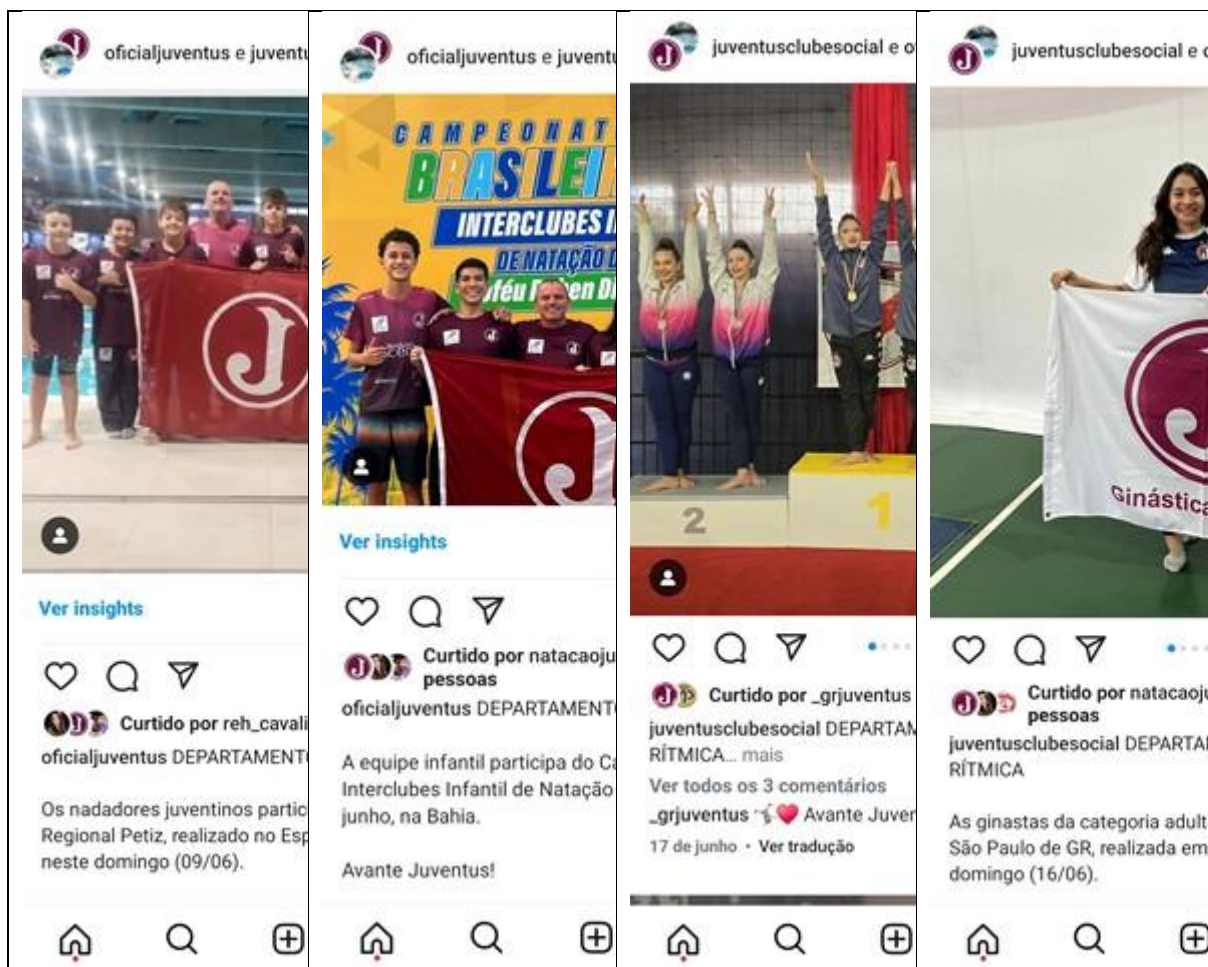 oficialjuventus e juventu
CAMPEONAT
BRASILEI
INTERCLUBES I
DE NATAÇÃO D
J
J
Ver insights
Curtido por reh_cavali
oficialjuventus DEPARTAMENTO
Os nadadores juventinos partic
Regional Petiz, realizado no Esp
neste domingo (09/06).
oficialjuventus e juventu
Ver insights
Curtido por natacaoju
pessoas
oficialjuventus DEPARTAMENT
A equipe infantil participa do Ca
Interclubes Infantil de Natação
junho, na Bahia.
Avante Juventus!
juventusclubesocial e o
2
1
Curtido por _grjuventus
juventusclubesocial DEPARTAM
RÍTMICA... mais
Ver todos os 3 comentários
_grjuventus Avante Juver
17 de junho • Ver tradução
juventusclubesocial e o
J
Ginástica
Curtido por natacaoju
pessoas
juventusclubesocial DEPARTA
RÍTMICA
As ginastas da categoria adult
São Paulo de GR, realizada em
domingo (16/06).